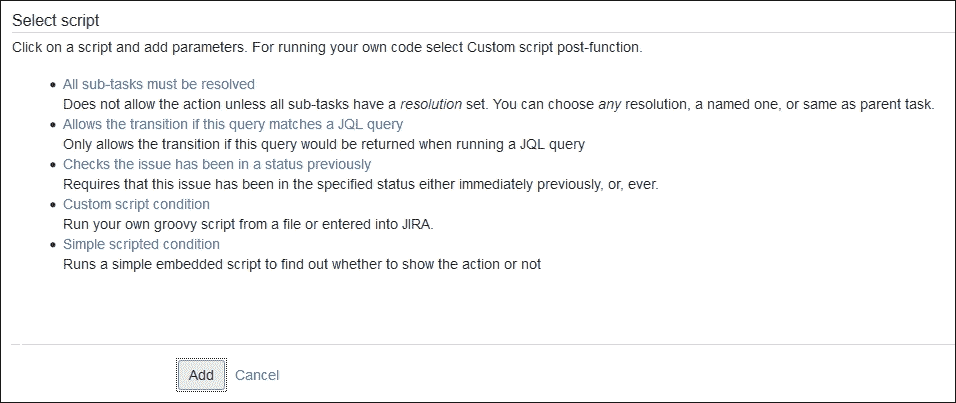 Select script
Click on a script and add parameters. For running your own code select Custom script post-function.
• All sub-tasks must be resolved
Does not allow the action unless all sub-tasks have a resolution set. You can choose any resolution, a named one, or same as parent task.
• Allows the transition if this query matches a JQL query
Only allows the transition if this query would be returned when running a JQL query
• Checks the issue has been in a status previously
Requires that this issue has been in the specified status either immediately previously, or, ever.
• Custom script condition
Run your own groovy script from a file or entered into JIRA.
• Simple scripted condition
Runs a simple embedded script to find out whether to show the action or not
Add Cancel